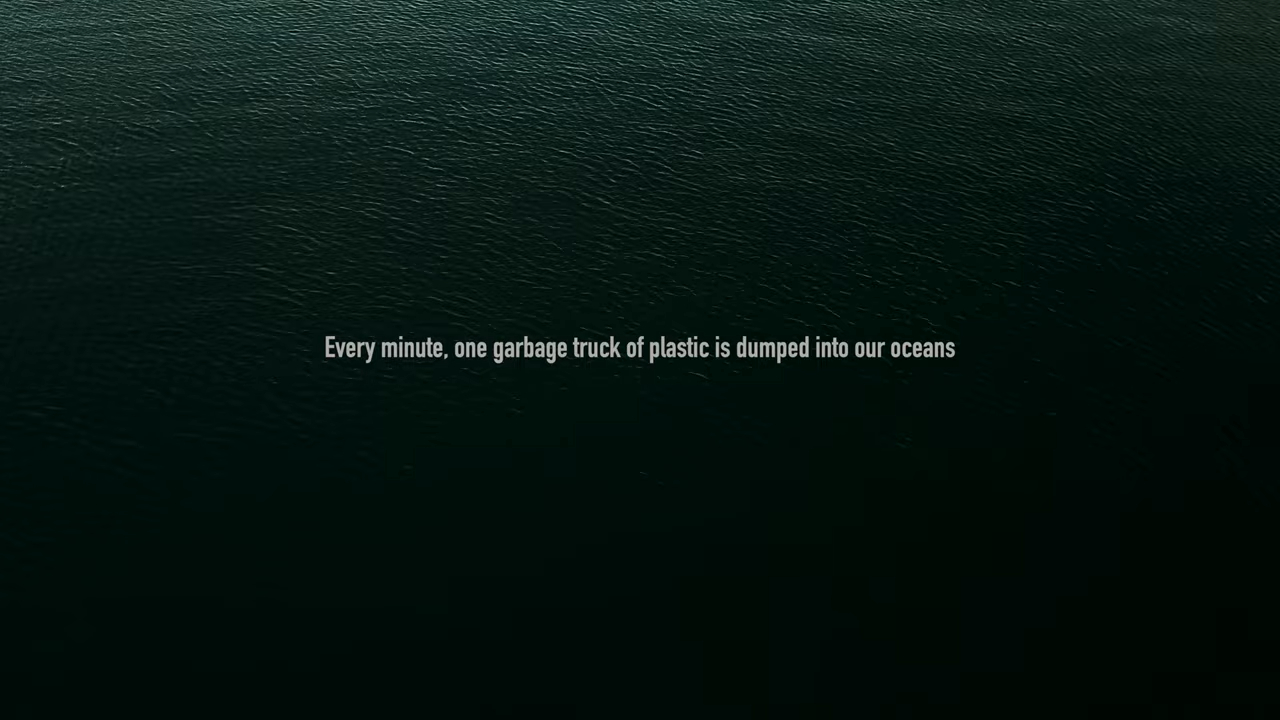 Every minute, one garbage truck of plastic is dumped into our oceans